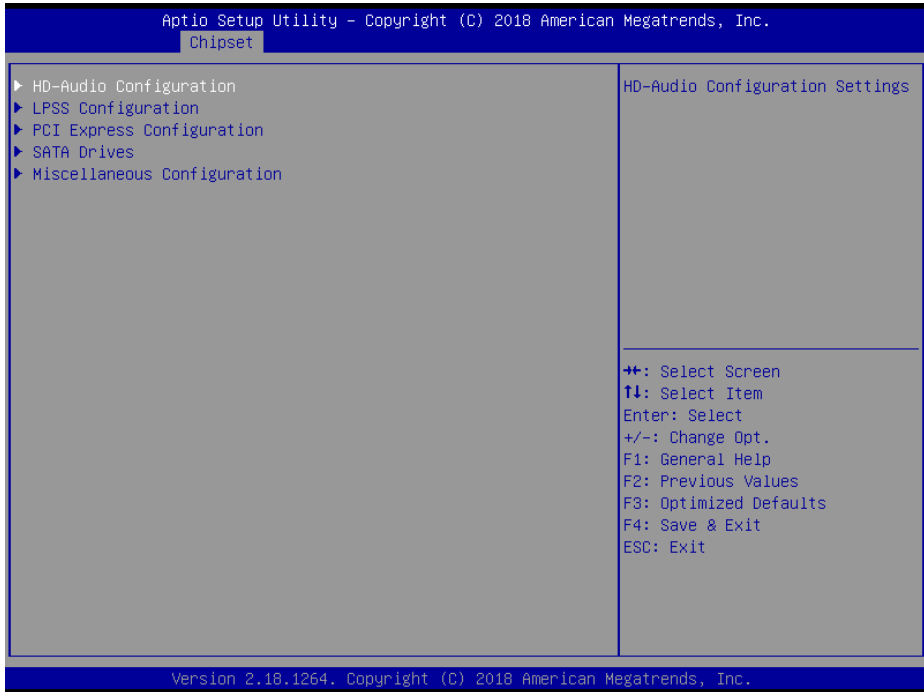 Aptio Setup Utility – Copyright (C) 2018 American Megatrends, Inc.
Chipset
▶ HD-Audio Configuration
▶ LPSS Configuration
▶ PCI Express Configuration
▶ SATA Drives
▶ Miscellaneous Configuration
HD-Audio Configuration Settings
→←: Select Screen
↑↓: Select Item
Enter: Select
+/-: Change Opt.
F1: General Help
F2: Previous Values
F3: Optimized Defaults
F4: Save & Exit
ESC: Exit
Version 2.18.1264. Copyright (C) 2018 American Megatrends, Inc.